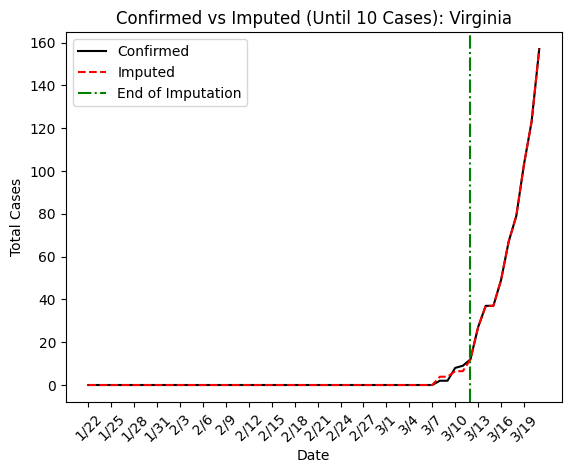 Confirmed vs Imputed (Until 10 Cases): Virginia
Confirmed
Imputed
End of Imputation
Total Cases
160
140
120
100
80
60
40
20
0
1/22 1/25 1/28 1/31 2/3 2/6 2/9 2/12 2/15 2/18 2/21 2/24 2/27 3/1 3/4 3/7 3/10 3/13 3/16 3/19
Date